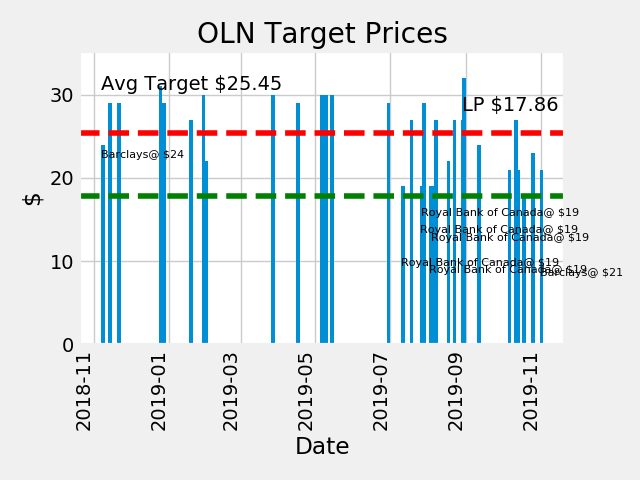 OLN Target Prices
Avg Target $25.45
LP $17.86
Barclays@ $24
Royal Bank of Canada@ $19
Royal Bank of Canada@ $19
Royal Bank of Canada@ $19
Royal Bank of Canada@ $19
Royal Bank of Canada@ $19
Barclays@ $21
$
30
20
10
0
2018-11
2019-01
2019-03
2019-05
2019-07
2019-09
2019-11
Date